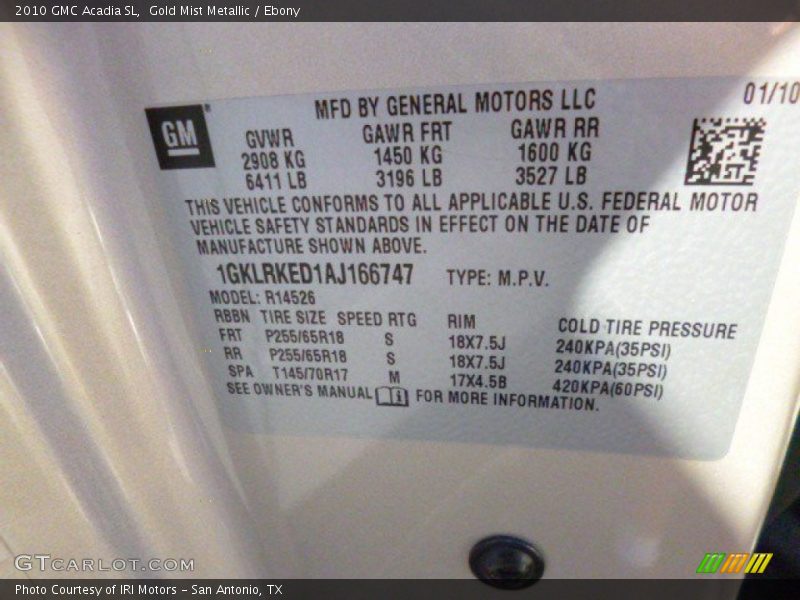 2010 GMC Acadia SL, Gold Mist Metallic / Ebony
MFD BY GENERAL MOTORS LLC
01/10
GM
GVWR GAWR FRT GAWR RR
2908 KG 1450 KG 1600 KG
6411 LB 3196 LB 3527 LB
THIS VEHICLE CONFORMS TO ALL APPLICABLE U.S. FEDERAL MOTOR
VEHICLE SAFETY STANDARDS IN EFFECT ON THE DATE OF
MANUFACTURE SHOWN ABOVE.
1GKLRKED1AJ166747 TYPE: M.P.V.
MODEL: R14526
RBBN TIRE SIZE SPEED RTG RIM COLD TIRE PRESSURE
FRT P255/65R18 S 18X7.5J 240KPA(35PSI)
RR P255/65R18 S 18X7.5J 240KPA(35PSI)
SPA T145/70R17 M 17X4.5B 420KPA(60PSI)
SEE OWNER'S MANUAL FOR MORE INFORMATION.
GTCARLOT.COM
Photo Courtesy of IRI Motors - San Antonio, TX